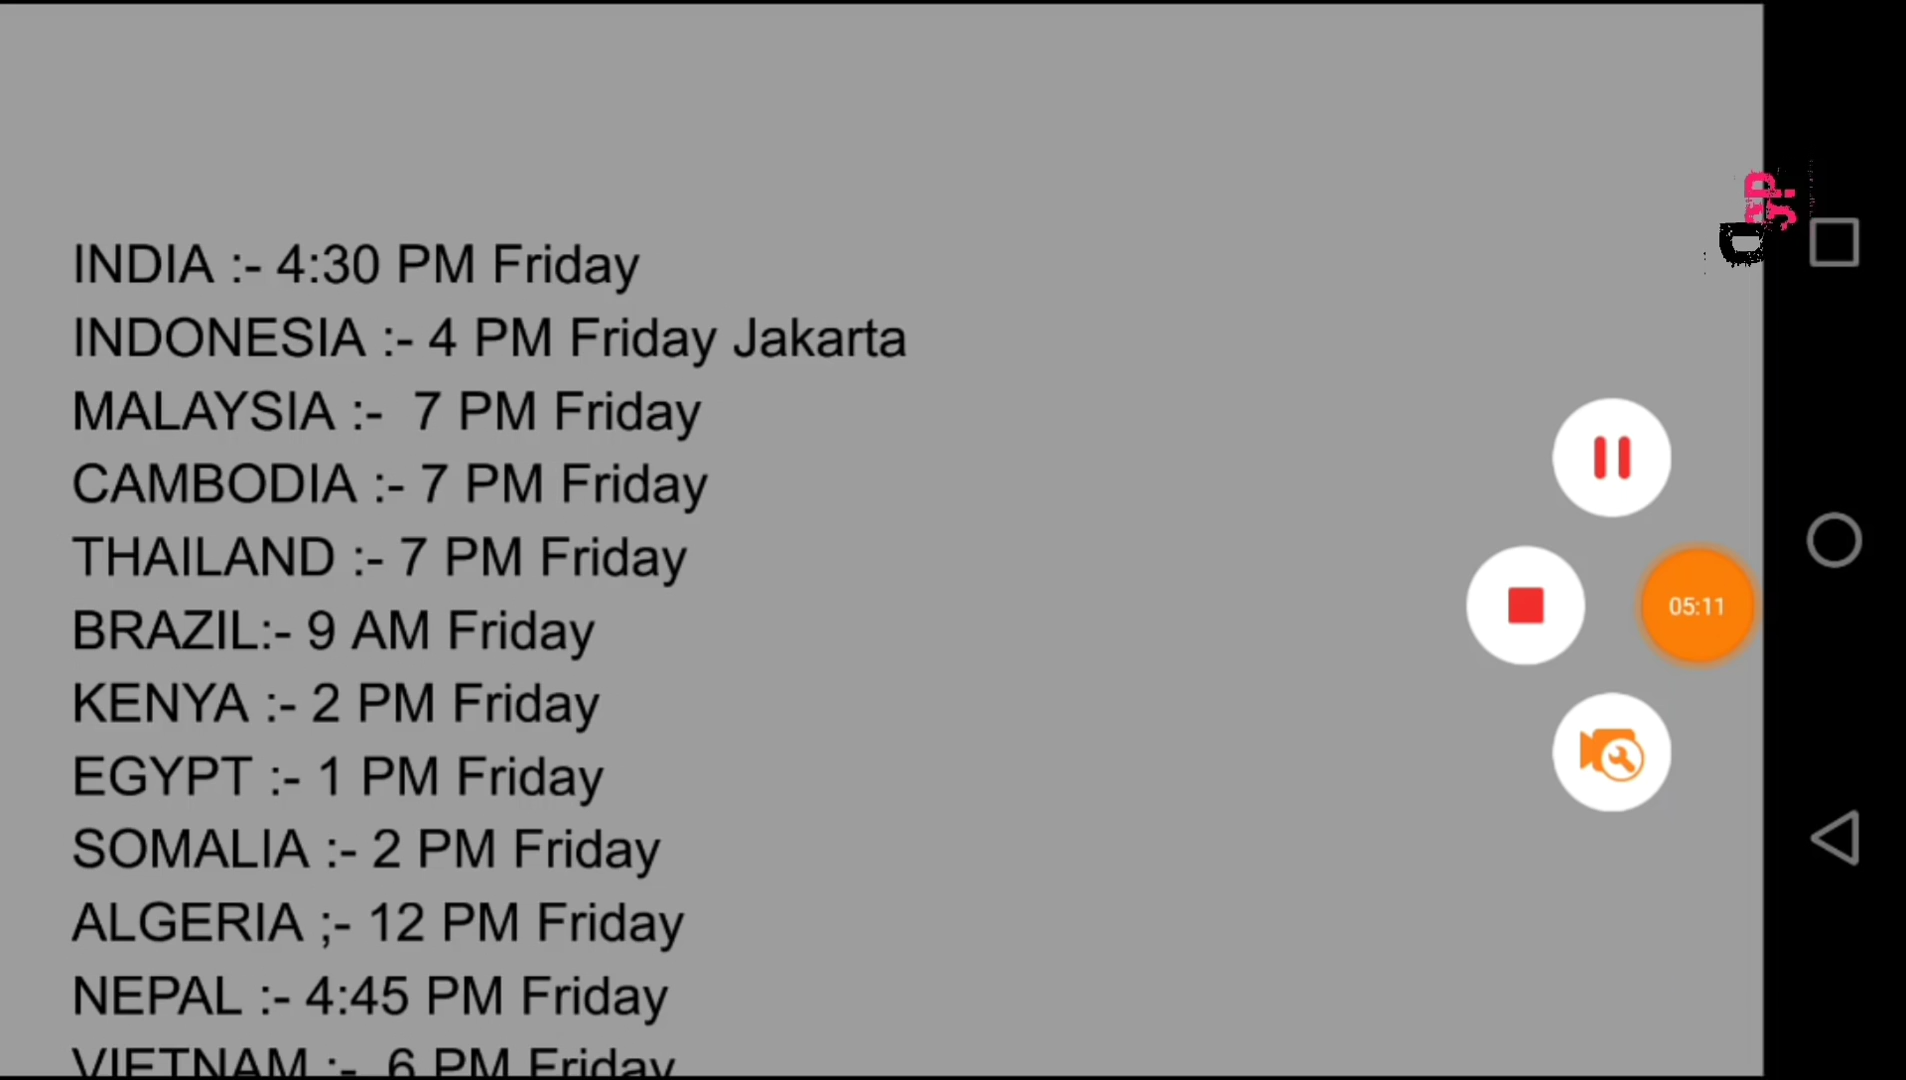 INDIA :- 4:30 PM Friday
INDONESIA :- 4 PM Friday Jakarta
MALAYSIA :-  7 PM Friday
CAMBODIA :- 7 PM Friday
THAILAND :- 7 PM Friday
BRAZIL:- 9 AM Friday
KENYA :- 2 PM Friday
EGYPT :- 1 PM Friday
SOMALIA :- 2 PM Friday
ALGERIA ;- 12 PM Friday
NEPAL :- 4:45 PM Friday
VIETNAM :-  6 PM Friday
05:11